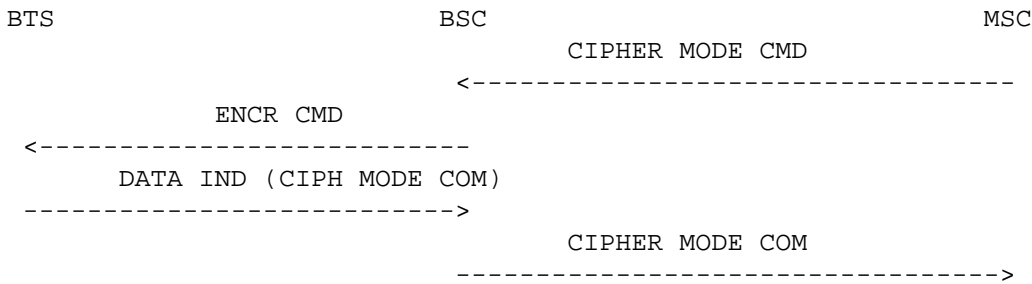 BTS BSC MSC
CIPHER MODE CMD
<----------------------------------
ENCR CMD
<---------------------------
DATA IND (CIPH MODE COM)
--------------------------->
CIPHER MODE COM
---------------------------------->